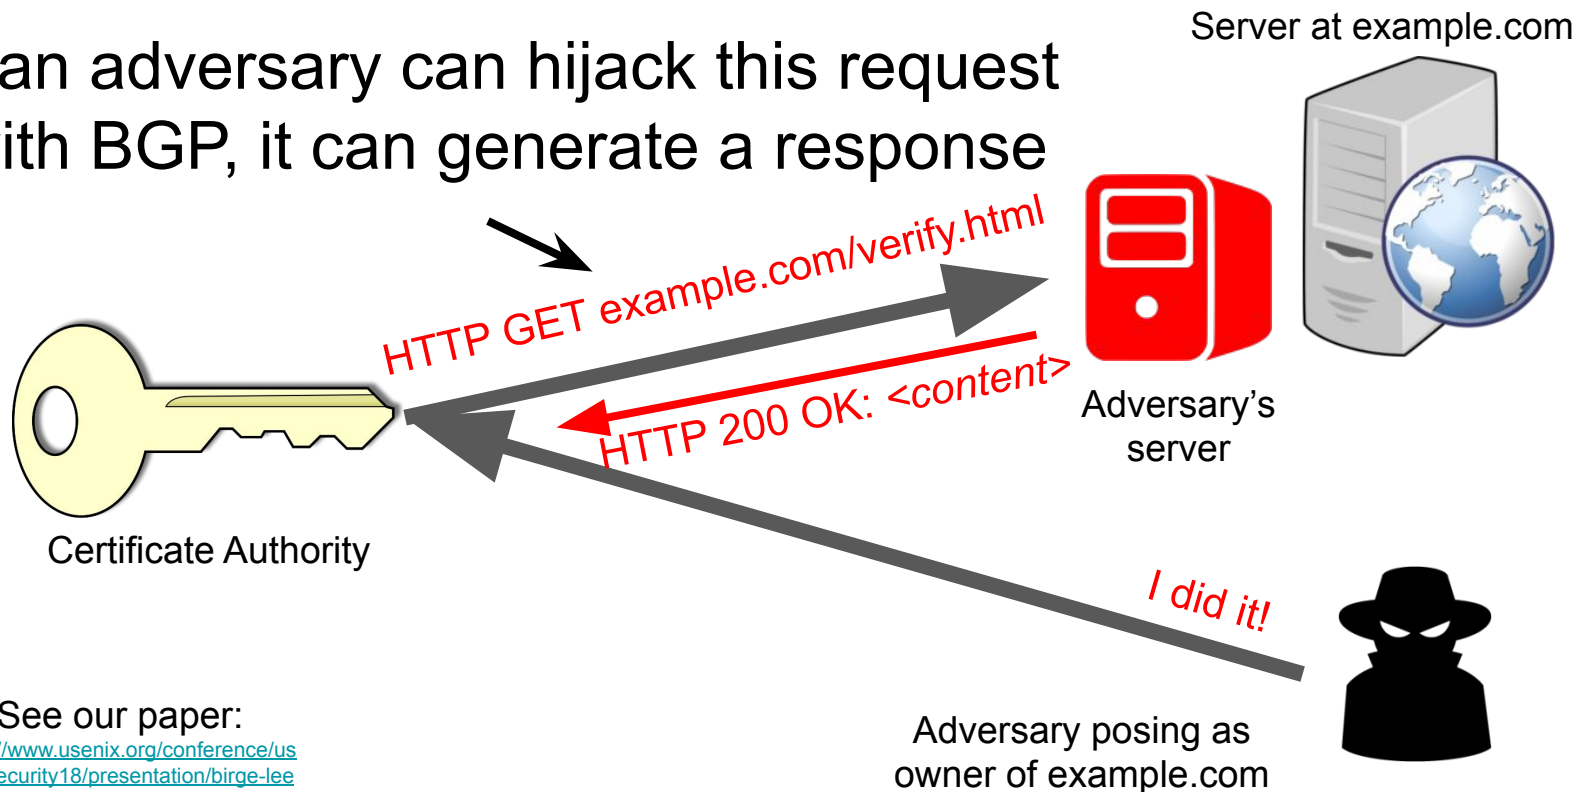 Server at example.com
an adversary can hijack this request
ith BGP, it can generate a response
HTTP GET example.com/verify.html
HTTP 200 OK: <content>
Adversary’s
server
Certificate Authority
I did it!
See our paper:
//www.usenix.org/conference/us
ecurity18/presentation/birge-lee
Adversary posing as
owner of example.com